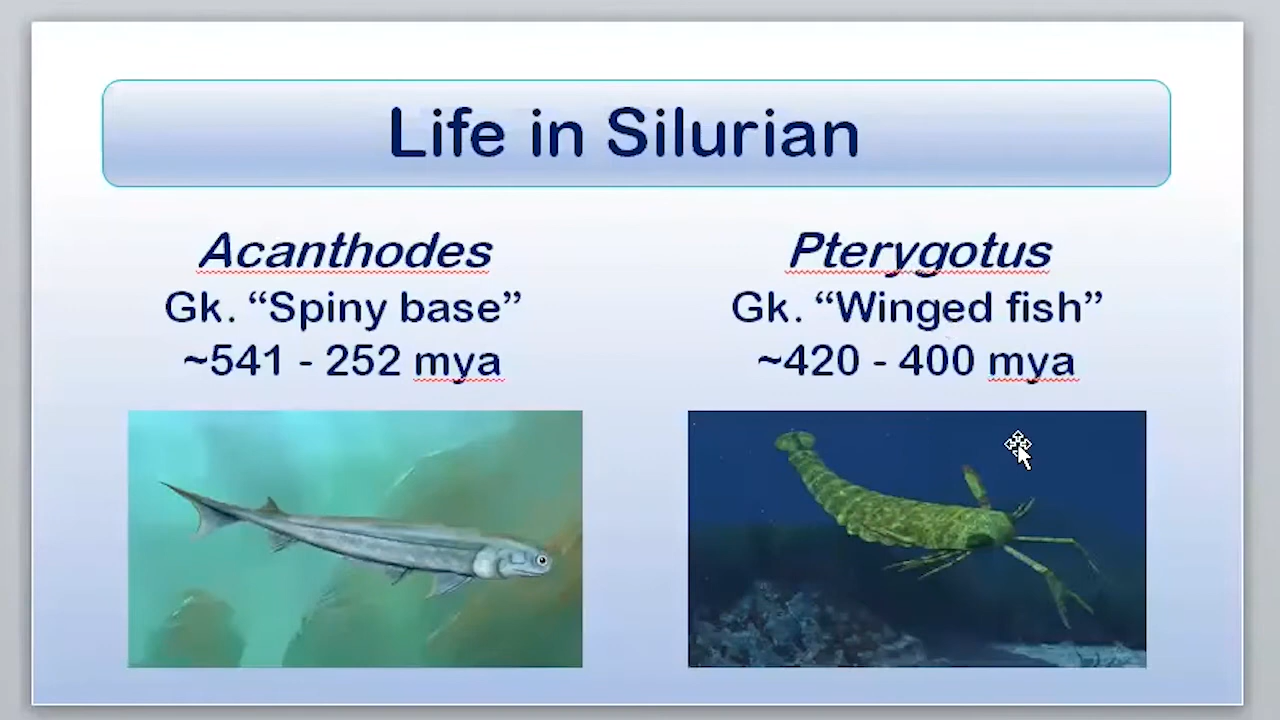 Life in Silurian
Acanthodes
Gk. “Spiny base”
~541 - 252 mya
Pterygotus
Gk. “Winged fish”
~420 - 400 mya